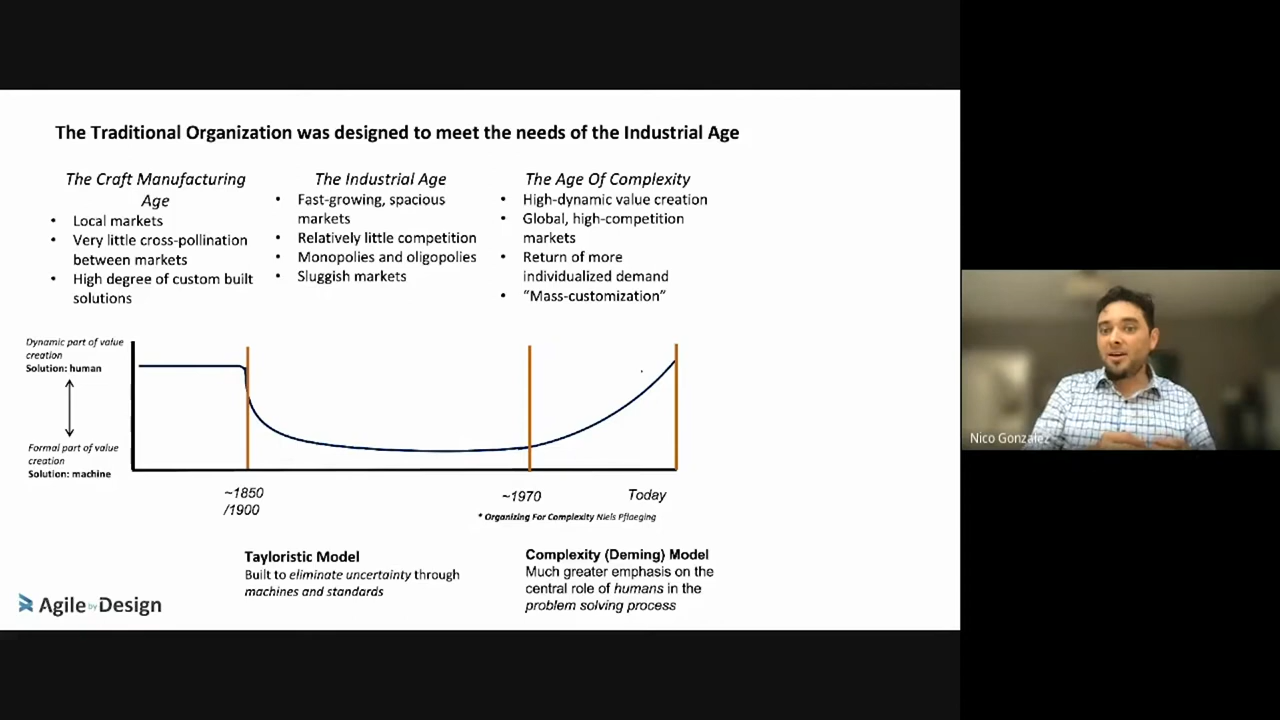 The Traditional Organization was designed to meet the needs of the Industrial Age
The Craft Manufacturing
Age
• Local markets
• Very little cross-pollination
between markets
• High degree of custom built
solutions
The Industrial Age
• Fast-growing, spacious
markets
• Relatively little competition
• Monopolies and oligopolies
• Sluggish markets
The Age Of Complexity
• High-dynamic value creation
• Global, high-competition
markets
• Return of more
individualized demand
• “Mass-customization”
Dynamic part of value
creation
Solution: human
Formal part of value
creation
Solution: machine
~1850
/1900
~1970
Today
* Organizing For Complexity Niels Pflaeging
Tayloristic Model
Built to eliminate uncertainty through
machines and standards
Complexity (Deming) Model
Much greater emphasis on the
central role of humans in the
problem solving process
Agile by Design
Nico Gonzalez